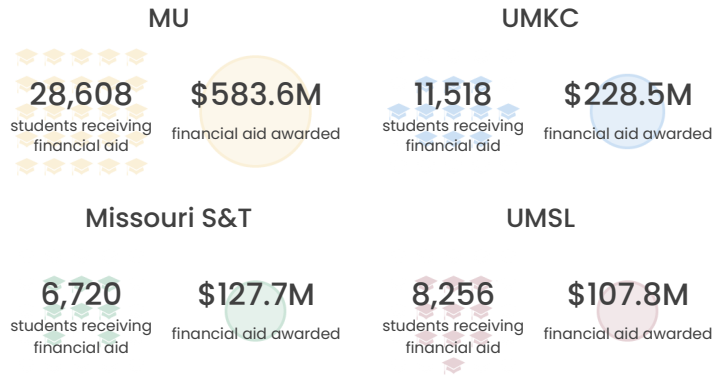 MU
28,608
students receiving
financial aid
$583.6M
financial aid awarded
UMKC
11,518
students receiving
financial aid
$228.5M
financial aid awarded
Missouri S&T
6,720
students receiving
financial aid
$127.7M
financial aid awarded
UMSL
8,256
students receiving
financial aid
$107.8M
financial aid awarded